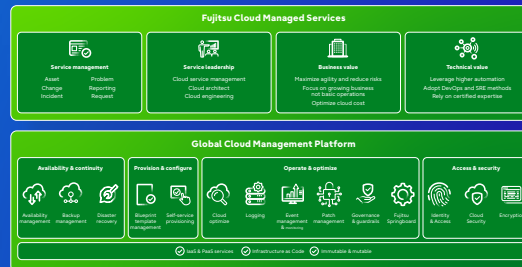 Fujitsu Cloud Managed Services
Service management
Asset Problem
Change Reporting
Incident Request
Service leadership
Cloud service management
Cloud architect
Cloud engineering
Business value
Maximize agility and reduce risks
Focus on growing business
not basic operations
Optimize cloud cost
Technical value
Leverage higher automation
Adopt DevOps and SRE methods
Rely on certified expertise
Global Cloud Management Platform
Availability & continuity
Availability
management
Backup
management
Disaster
recovery
Provision & configure
Blueprint
template
management
Self-service
provisioning
Operate & optimize
Cloud
optimize
Logging
Event
management
& monitoring
Patch
management
Governance
& guardrails
Fujitsu
Springboard
Access & security
Identity
& Access
Cloud
Security
Encryptio
IaaS & PaaS services
Infrastructure as Code
Immutable & mutable